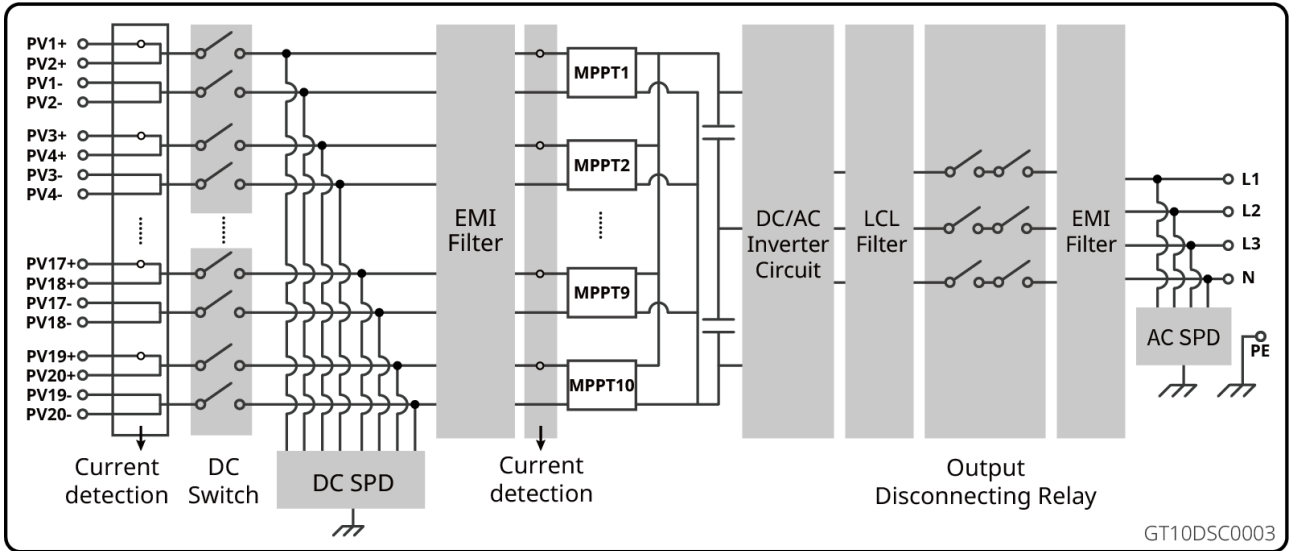 PV1+
PV2+
PV1-
PV2-
PV3+
PV4+
PV3-
PV4-
PV17+
PV18+
PV17-
PV18-
PV19+
PV20+
PV19-
PV20-
Current
detection
DC
Switch
DC SPD
EMI
Filter
Current
detection
MPPT1
MPPT2
MPPT9
MPPT10
DC/AC
Inverter
Circuit
LCL
Filter
Output
Disconnecting Relay
EMI
Filter
L1
L2
L3
N
AC SPD
PE
GT10DSC0003